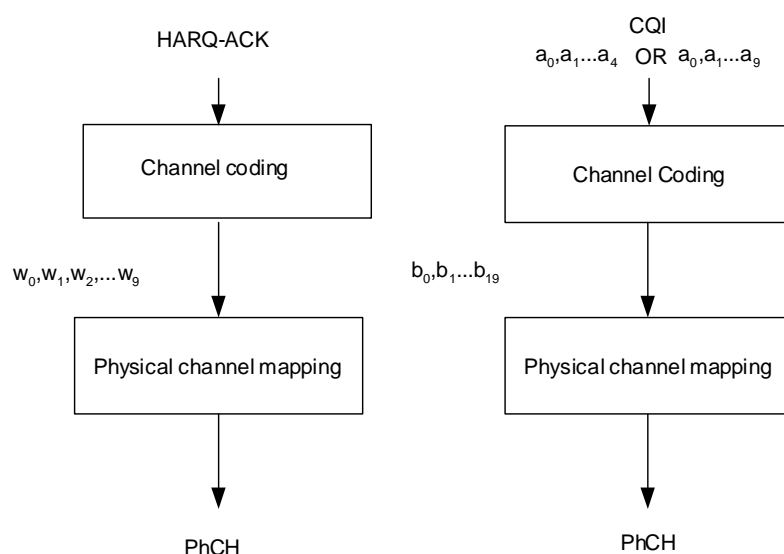 HARQ-ACK
Channel coding
w0,w1,w2,...w9
Physical channel mapping
PhCH
CQI
a0,a1...a4 OR a0,a1...a9
Channel Coding
b0,b1...b19
Physical channel mapping
PhCH